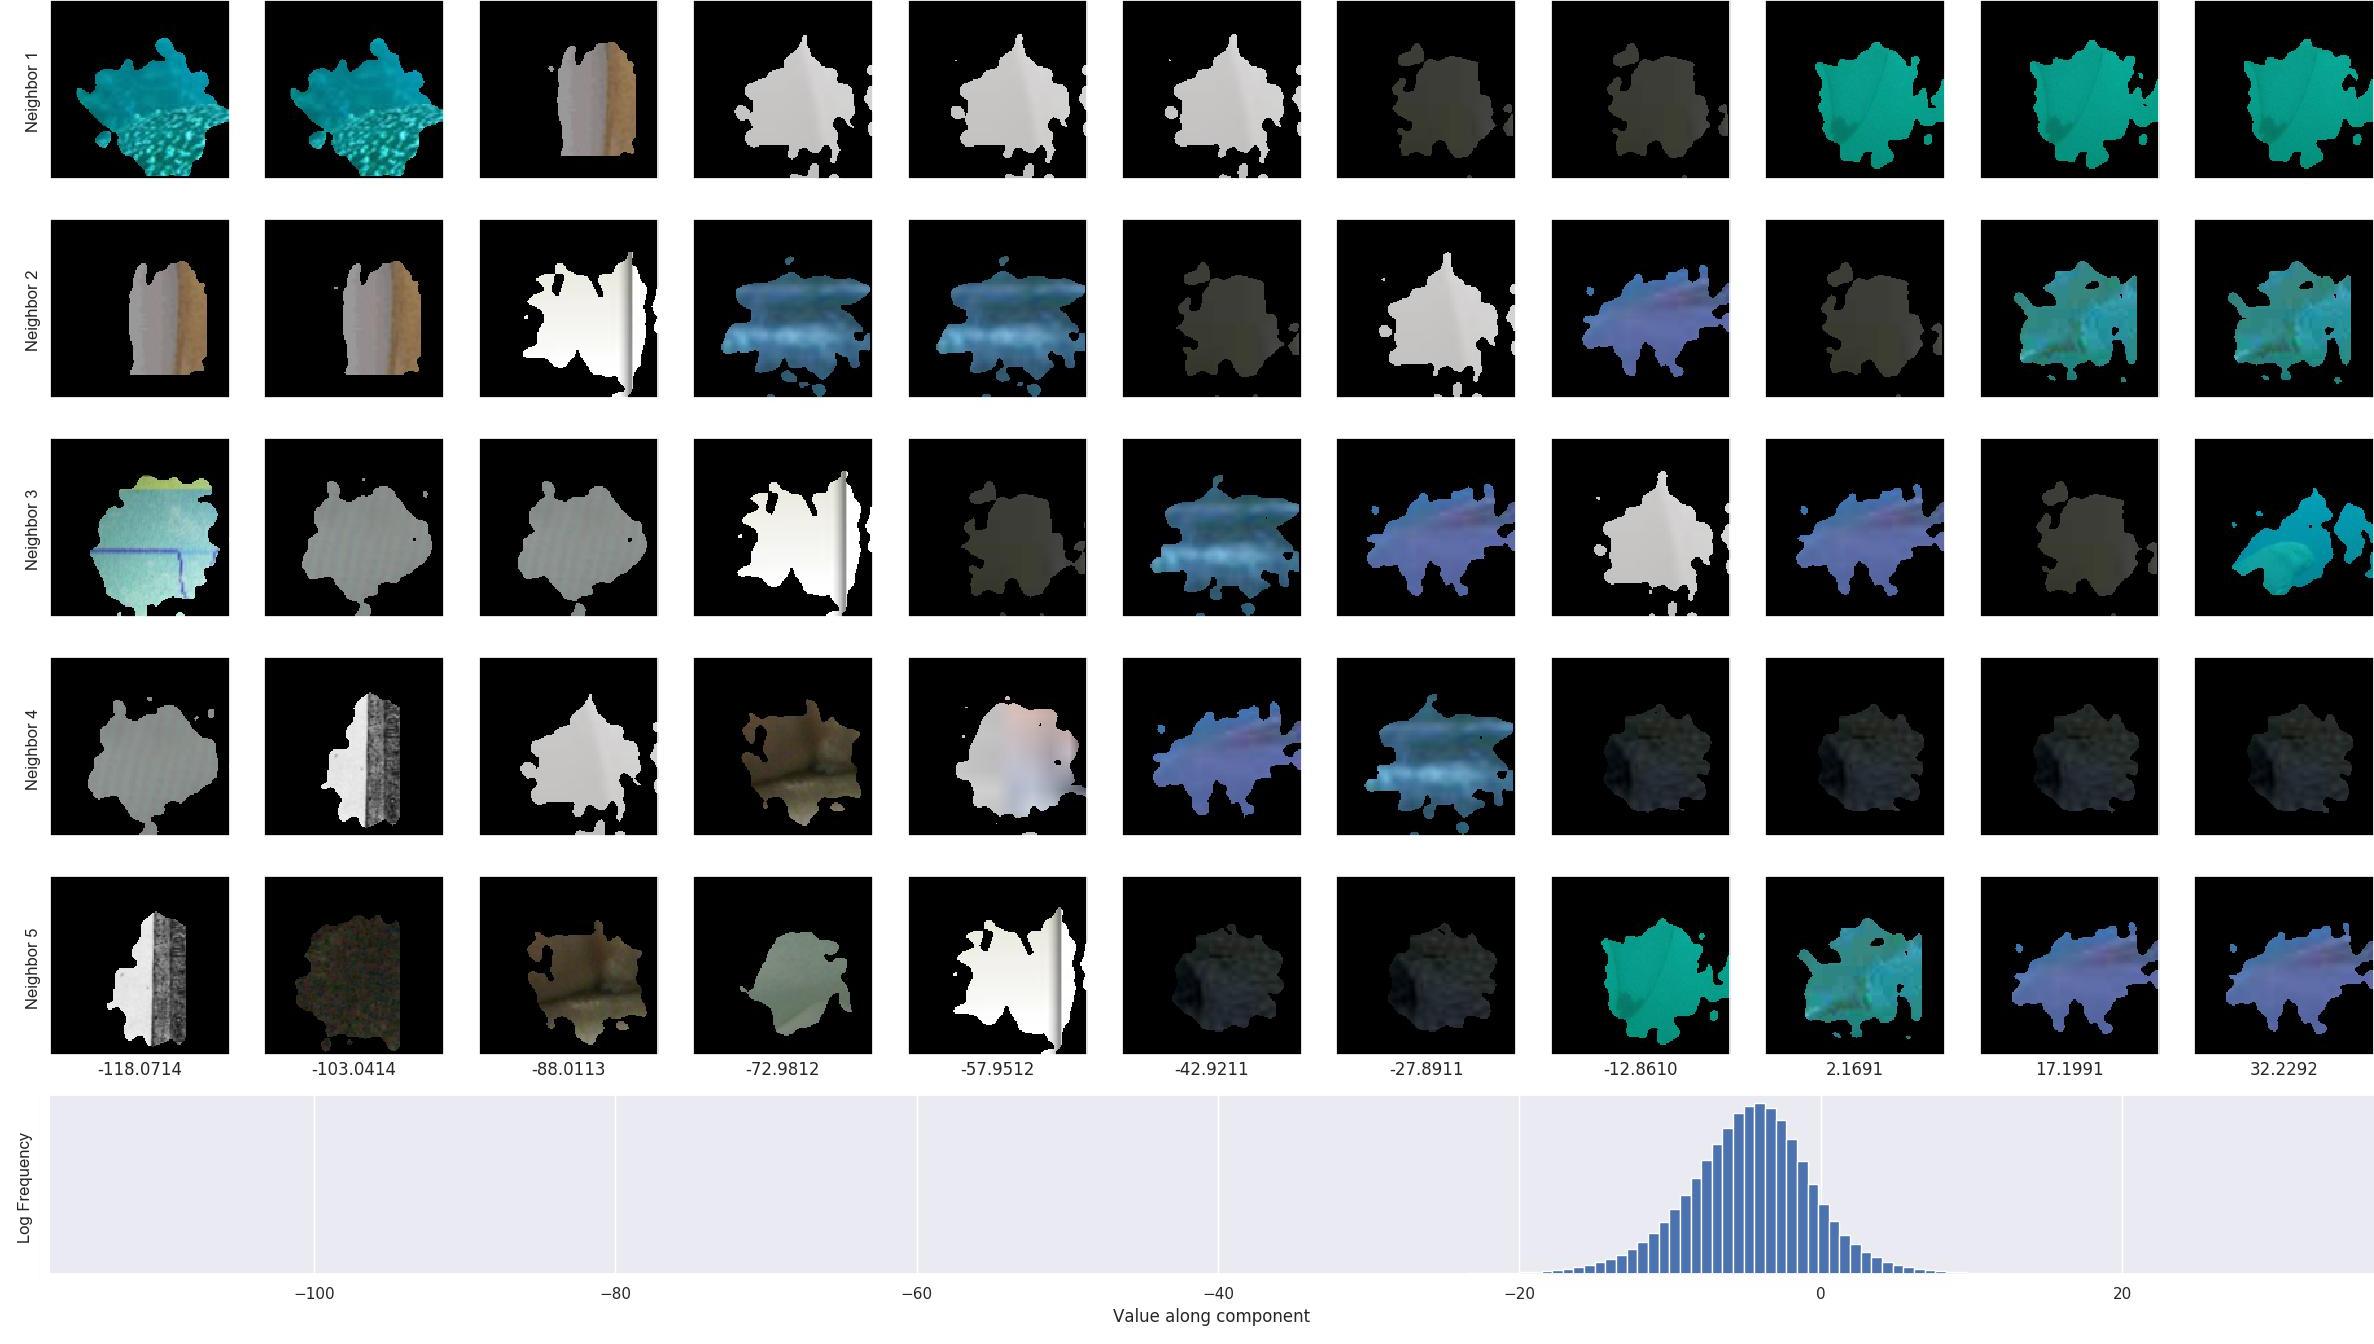 Neighbor 1
Neighbor 2
Neighbor 3
Neighbor 4
Neighbor 5
-118.0714 -103.0414 -88.0113 -72.9812 -57.9512 -42.9211 -27.8911 -12.8610 2.1691 17.1991 32.2292
Log Frequency
−100 −80 −60 −40 −20 0 20
Value along component